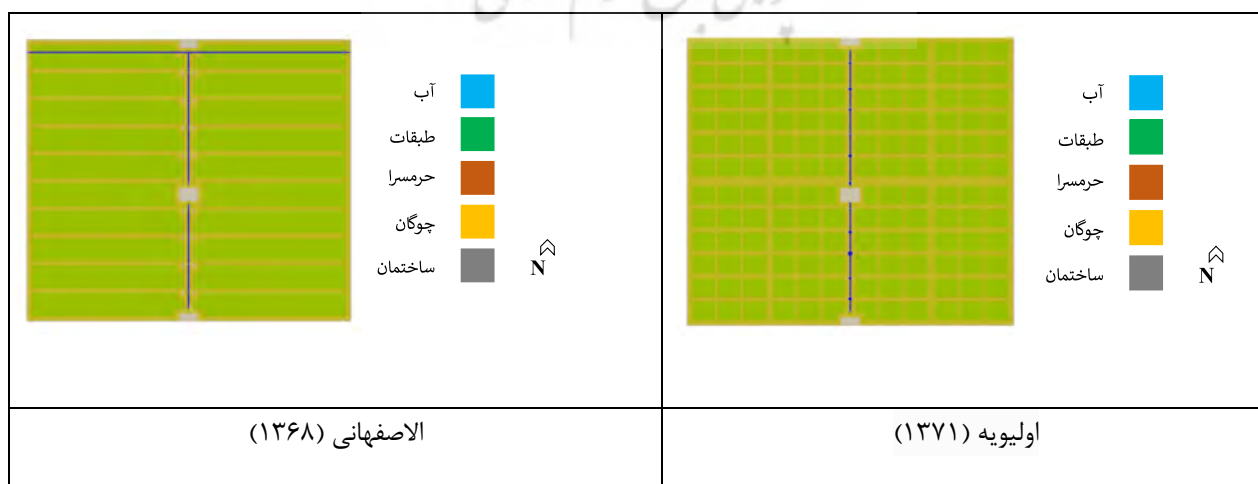 آب
طبقات
حرمسرا
چوگان
ساختمان
N
اولیویه (۱۳۷۱)
آب
طبقات
حرمسرا
چوگان
ساختمان
N
الاصفهانی (۱۳۶۸)